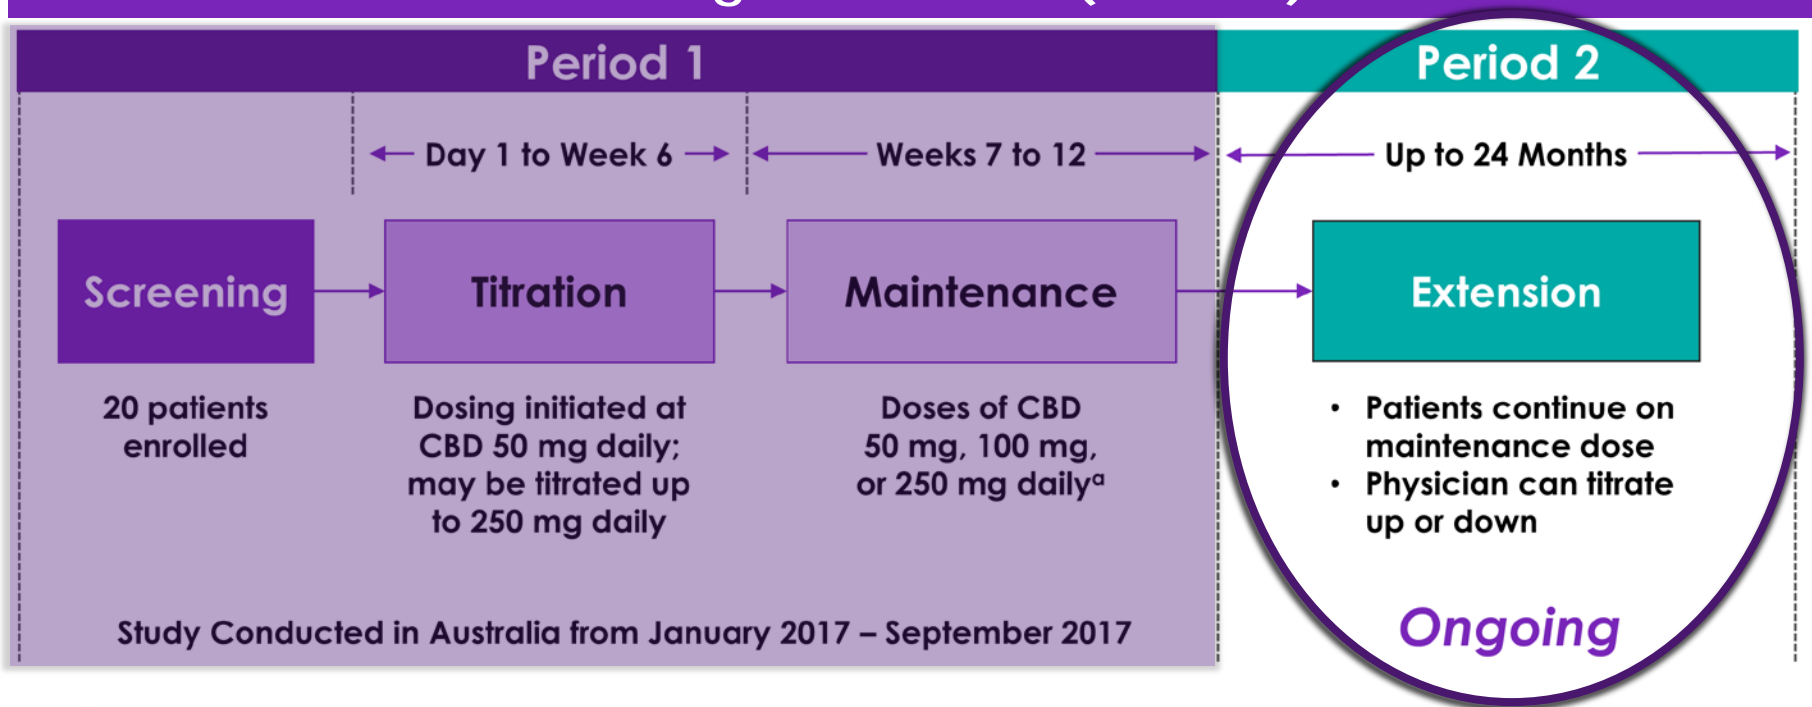 Period 1
Period 2
Day 1 to Week 6
Weeks 7 to 12
Up to 24 Months
Screening
Titration
Maintenance
Extension
20 patients
enrolled
Dosing initiated at
CBD 50 mg daily;
may be titrated up
to 250 mg daily
Doses of CBD
50 mg, 100 mg,
or 250 mg dailyᵃ
• Patients continue on
maintenance dose
• Physician can titrate
up or down
Study Conducted in Australia from January 2017 – September 2017
Ongoing